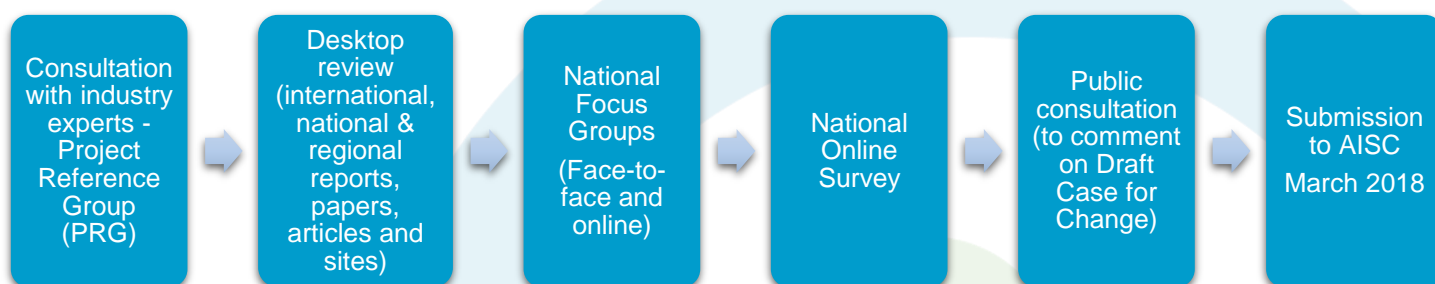 Consultation
with industry
experts -
Project
Reference
Group
(PRG)
Desktop
review
(international,
national &
regional
reports,
papers,
articles and
sites)
National
Focus
Groups
(Face-to-
face and
online)
National
Online
Survey
Public
consultation
(to comment
on Draft
Case for
Change)
Submission
to AISC
March 2018